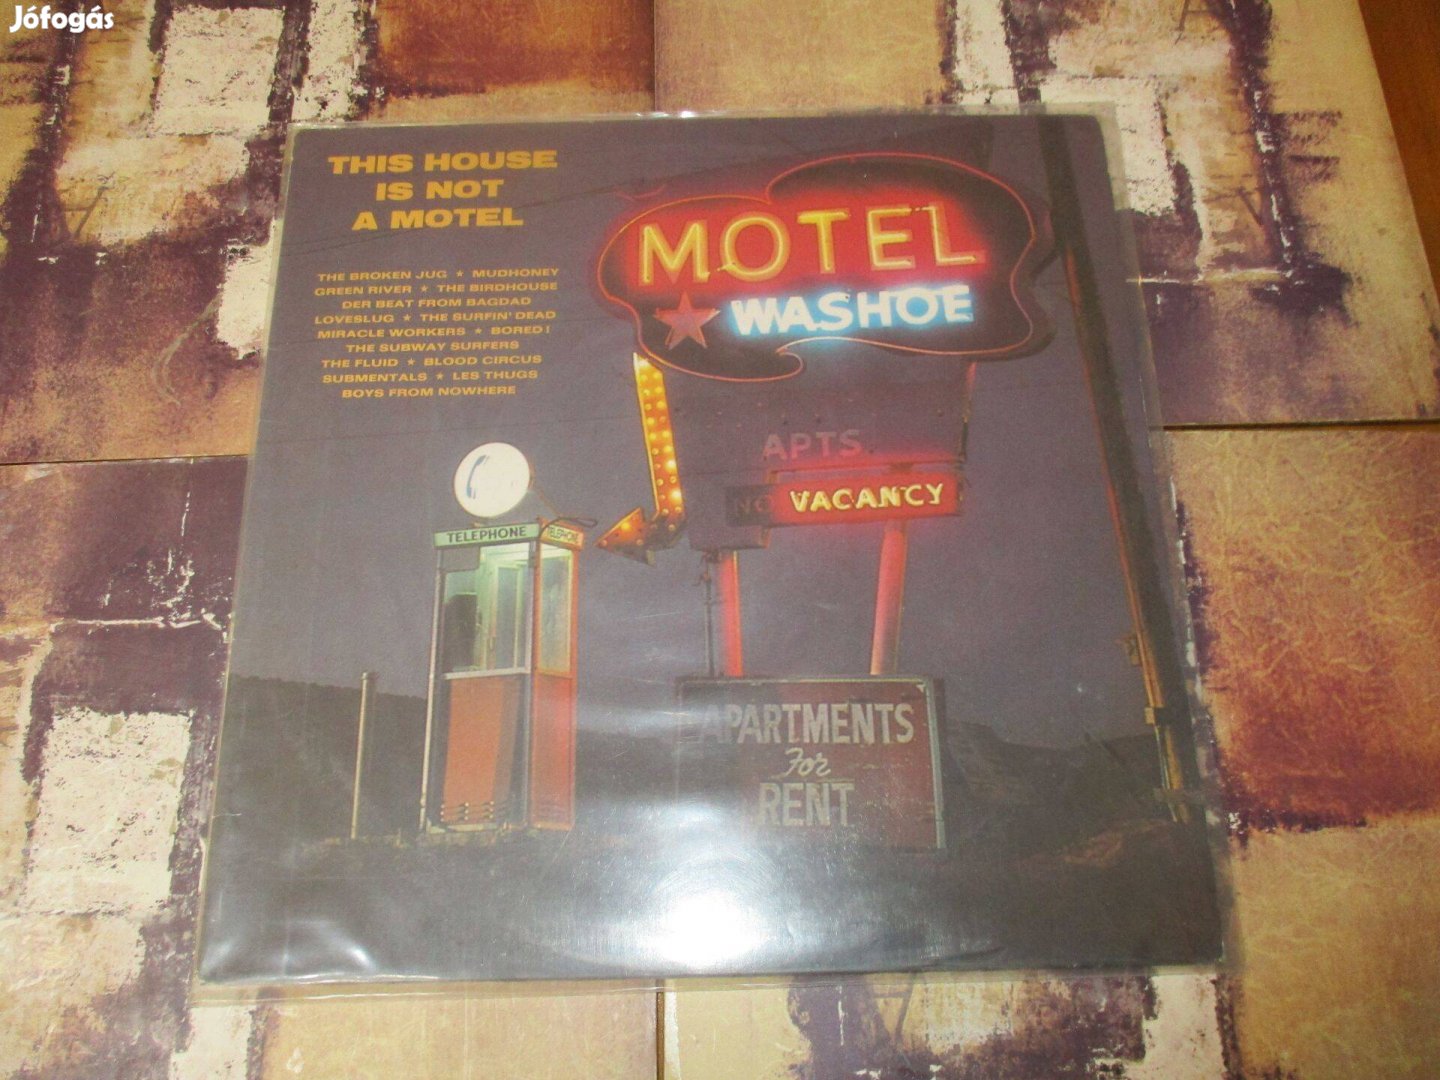 Jófogás
THIS HOUSE
IS NOT
A MOTEL
THE BROKEN JUG ★ MUDHONEY
GREEN RIVER ★ THE BIRDHOUSE
DER BEAT FROM BAGDAD
LOVESLUG ★ THE SURFIN' DEAD
MIRACLE WORKERS ★ BORED!
THE SUBWAY SURFERS
THE FLUID ★ BLOOD CIRCUS
SUBMENTALS ★ LES THUGS
BOYS FROM NOWHERE
MOTEL
★ WASHOE
APTS.
NO VACANCY
TELEPHONE TELEPHONE
APARTMENTS
For
RENT